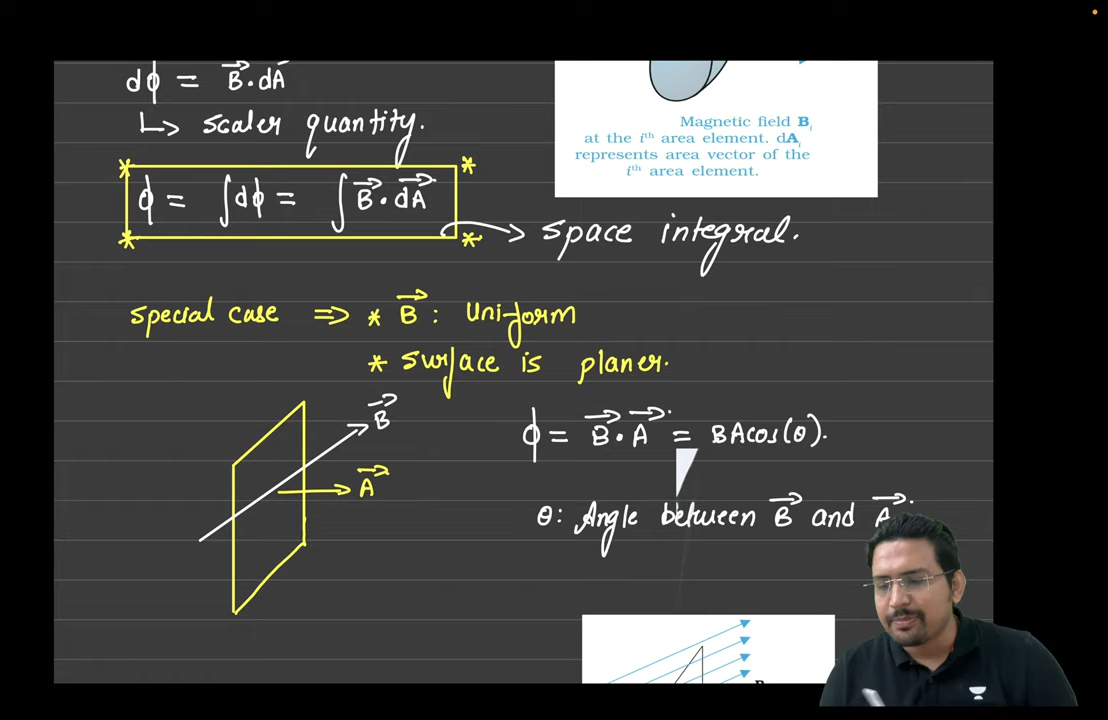 dϕ = B⃗·dA⃗
↳ scaler quantity.
ϕ = ∫dϕ = ∫B⃗·dA⃗
→ space integral.
Magnetic field B_i
at the i^th area element. dA_i
represents area vector of the
i^th area element.
special case ⇒ * B⃗ : Uniform
* surface is planer.
B⃗
A⃗
ϕ = B⃗·A⃗ = BAcos(θ).
θ: Angle between B⃗ and A⃗.